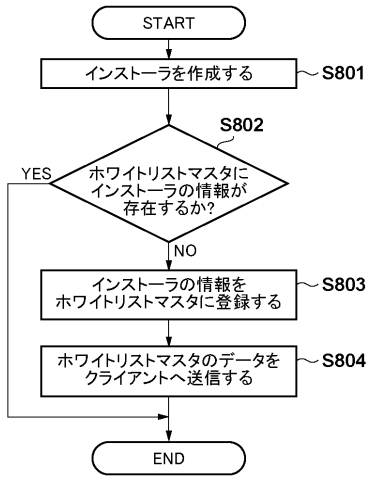 START
インストーラを作成する
S801
S802
ホワイトリストマスタに
インストーラの情報が
存在するか?
YES
NO
インストーラの情報を
ホワイトリストマスタに登録する
S803
ホワイトリストマスタのデータを
クライアントへ送信する
S804
END